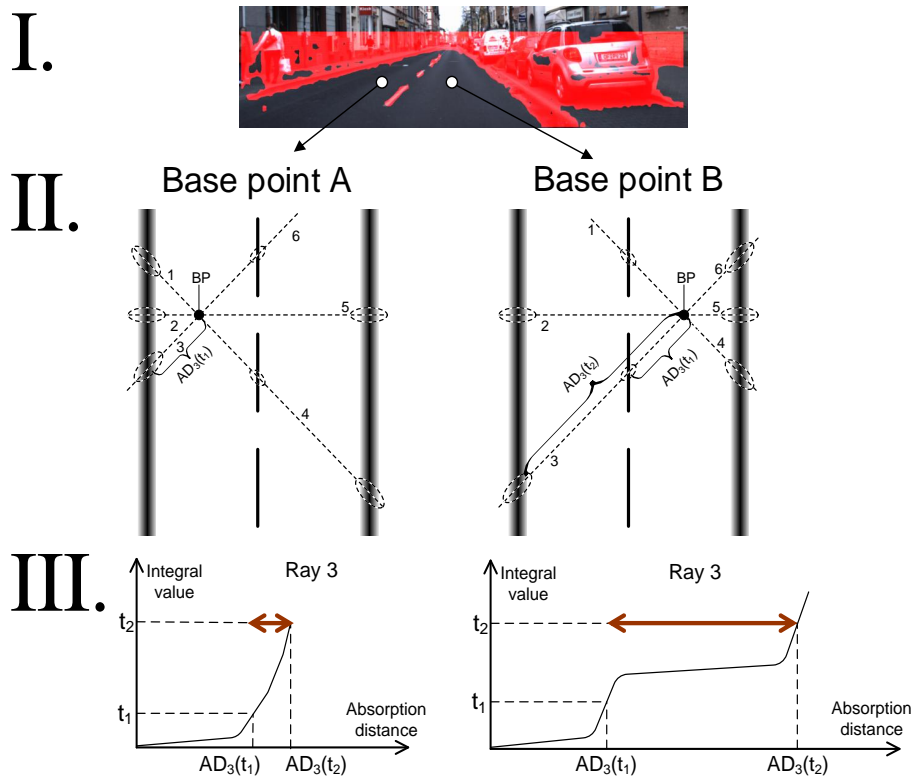 I.
Base point A
Base point B
II.
6
1
BP
5
2
3
AD3(t1)
4
1
6
BP
5
2
4
AD3(t2)
AD3(t1)
3
III.
Integral value
Ray 3
t2
t1
Absorption distance
AD3(t1)
AD3(t2)
Integral value
Ray 3
t2
t1
Absorption distance
AD3(t1)
AD3(t2)